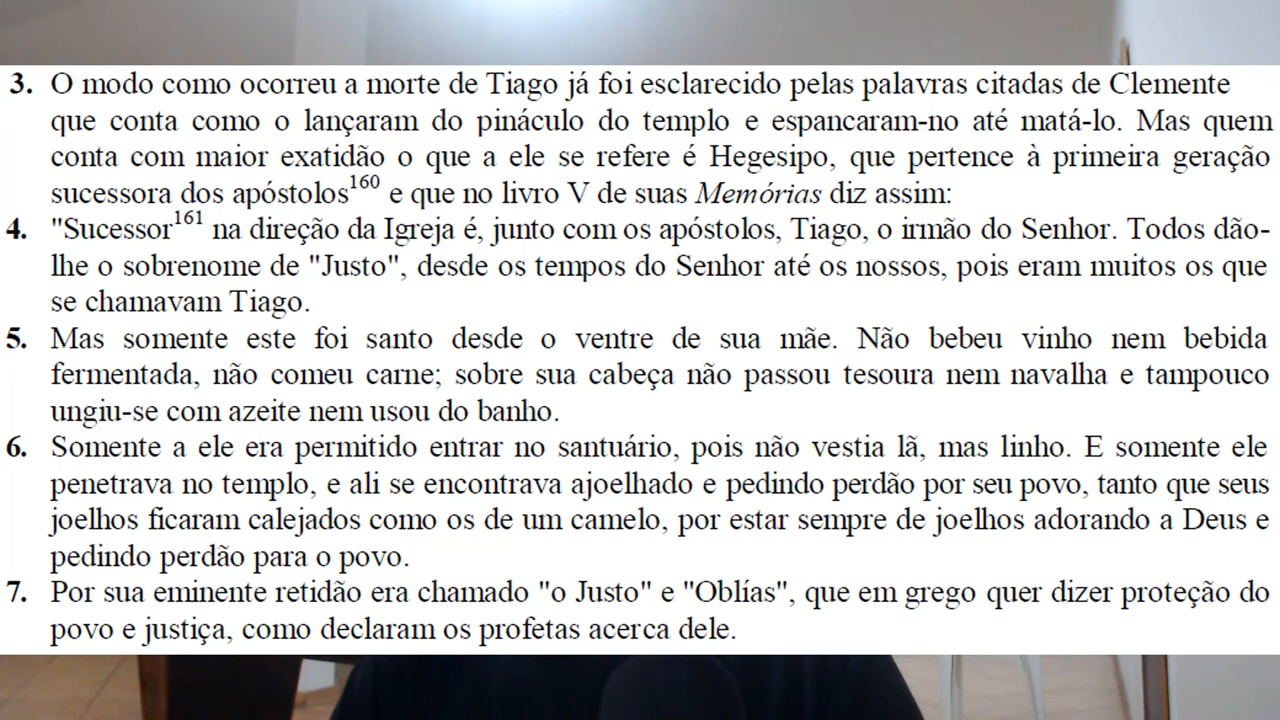 3. O modo como ocorreu a morte de Tiago já foi esclarecido pelas palavras citadas de Clemente
que conta como o lançaram do pináculo do templo e espancaram-no até matá-lo. Mas quem
conta com maior exatidão o que a ele se refere é Hegesipo, que pertence à primeira geração
sucessora dos apóstolos160 e que no livro V de suas Memórias diz assim:
4. "Sucessor161 na direção da Igreja é, junto com os apóstolos, Tiago, o irmão do Senhor. Todos dão-
lhe o sobrenome de "Justo", desde os tempos do Senhor até os nossos, pois eram muitos os que
se chamavam Tiago.
5. Mas somente este foi santo desde o ventre de sua mãe. Não bebeu vinho nem bebida
fermentada, não comeu carne; sobre sua cabeça não passou tesoura nem navalha e tampouco
ungiu-se com azeite nem usou do banho.
6. Somente a ele era permitido entrar no santuário, pois não vestia lã, mas linho. E somente ele
penetrava no templo, e ali se encontrava ajoelhado e pedindo perdão por seu povo, tanto que seus
joelhos ficaram calejados como os de um camelo, por estar sempre de joelhos adorando a Deus e
pedindo perdão para o povo.
7. Por sua eminente retidão era chamado "o Justo" e "Oblías", que em grego quer dizer proteção do
povo e justiça, como declaram os profetas acerca dele.